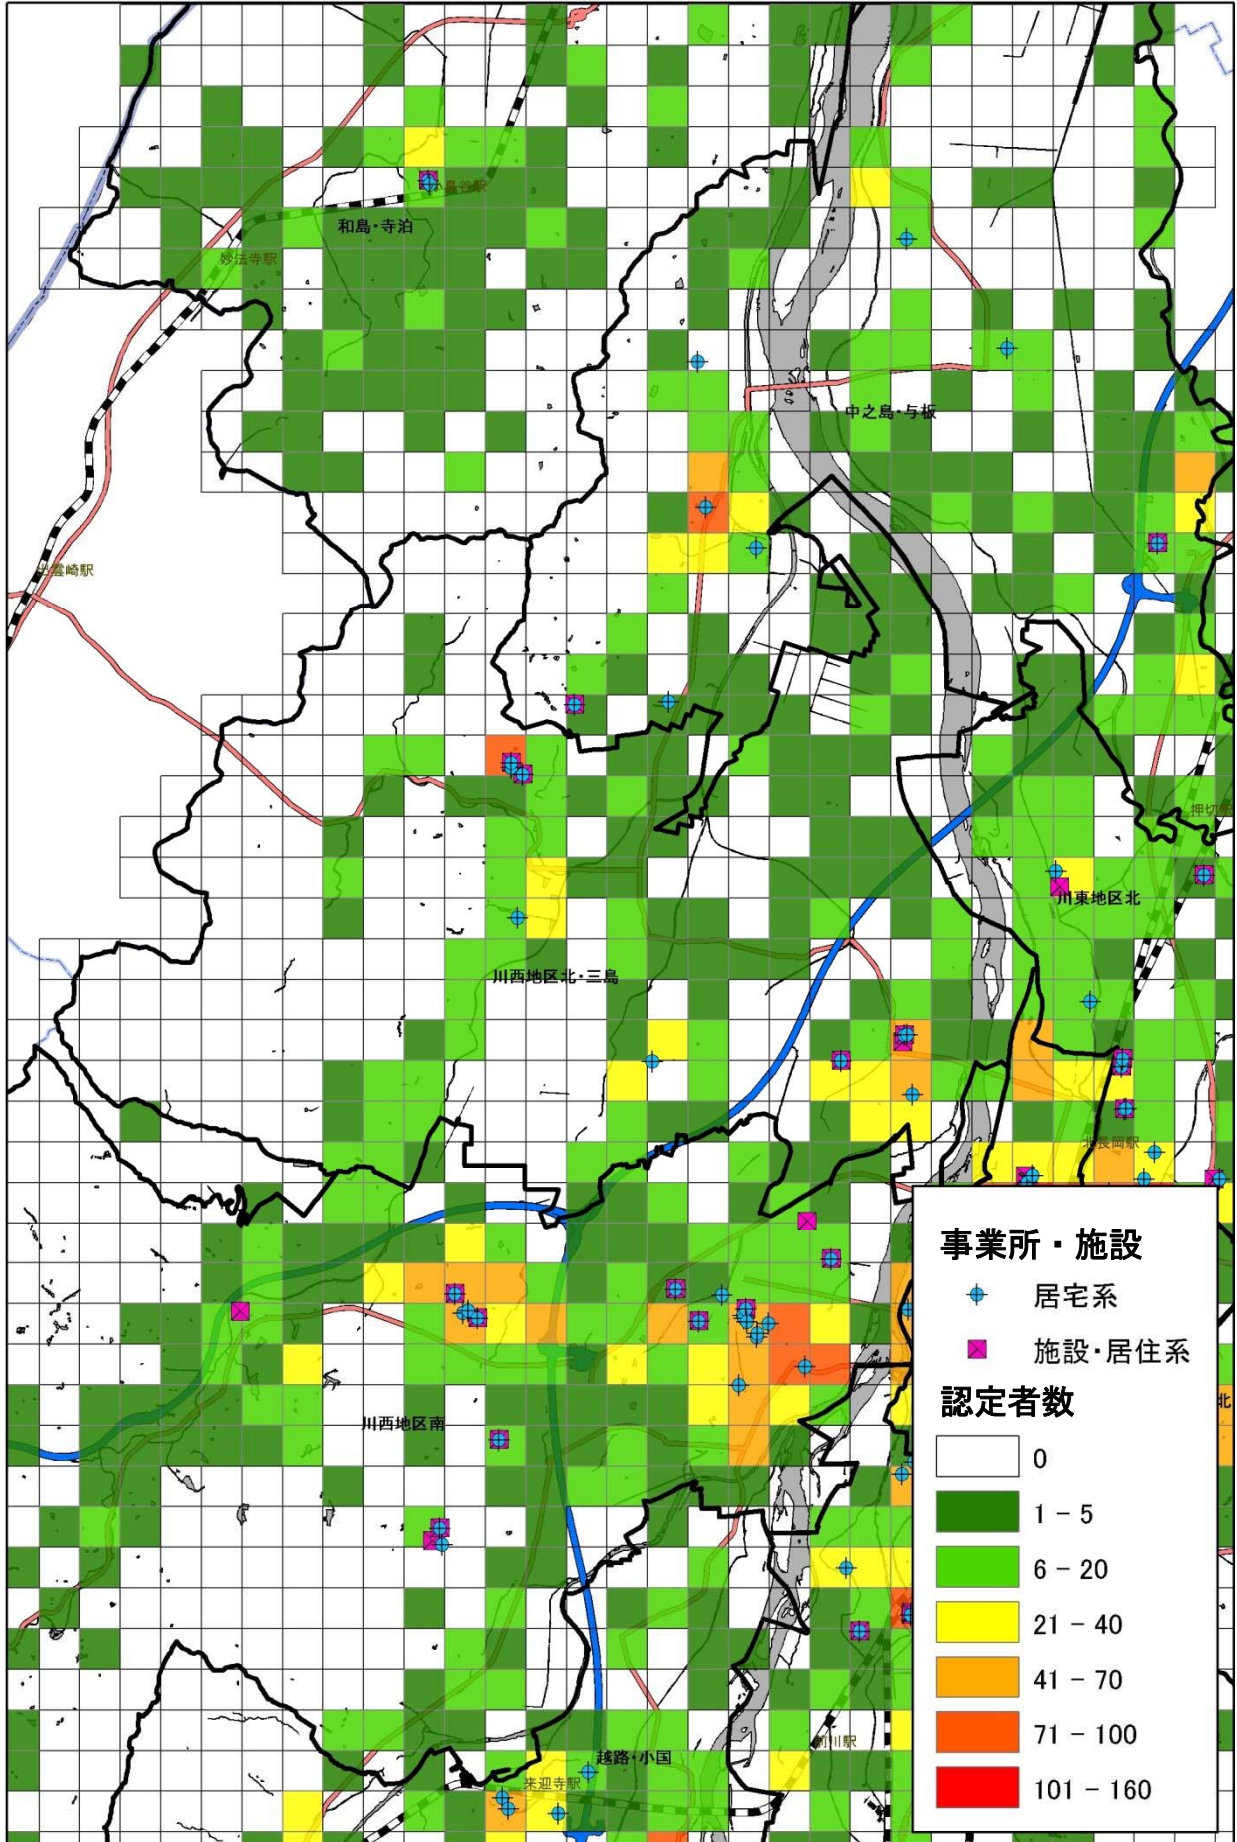 小島谷駅
和島・寺泊
妙法寺駅
中之島・与板
出雲崎駅
押切
川東地区北
川西地区北・三島
北長岡駅
事業所・施設
居宅系
施設・居住系
認定者数
0
1 − 5
6 − 20
21 − 40
41 − 70
71 − 100
101 − 160
北
川西地区南
前川駅
越路・小国
来迎寺駅